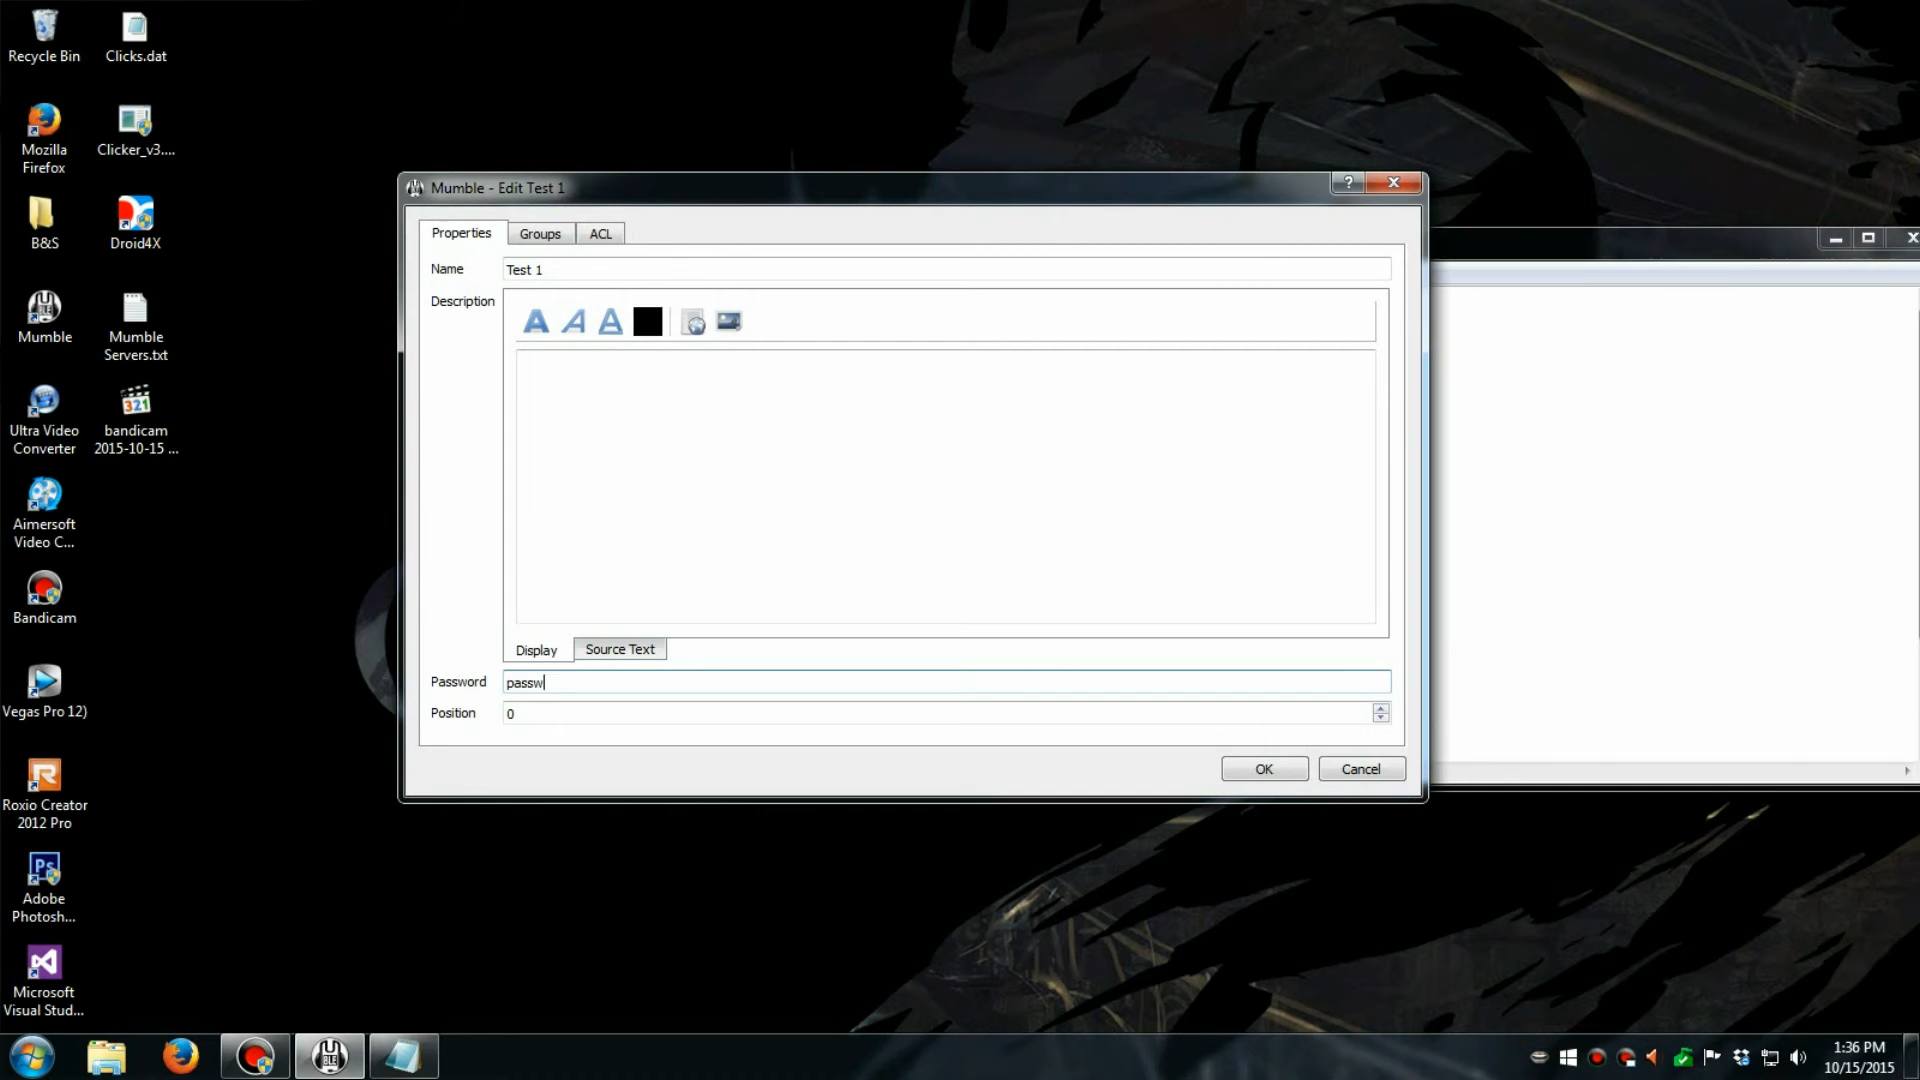 Recycle Bin
Clicks.dat
Mozilla
Firefox
Clicker_v3....
B&S
Droid4X
Mumble
Mumble
Servers.txt
Ultra Video
Converter
bandicam
2015-10-15 ...
Aimersoft
Video C...
Bandicam
Vegas Pro 12)
Roxio Creator
2012 Pro
Adobe
Photosh...
Microsoft
Visual Stud...
Mumble - Edit Test 1
Properties Groups ACL
Name Test 1
Description
Display Source Text
Password passw
Position 0
OK Cancel
1:36 PM
10/15/2015